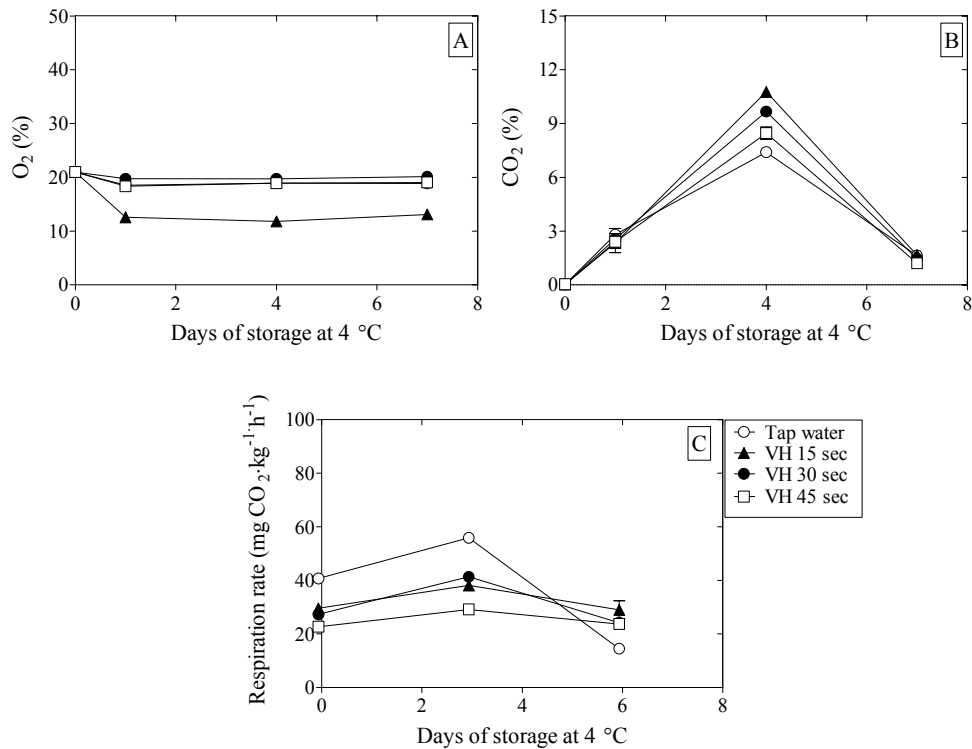 A
O2 (%)
50
40
30
20
10
0
0 2 4 6 8
Days of storage at 4 °C
B
CO2 (%)
15
12
9
6
3
0
0 2 4 6 8
Days of storage at 4 °C
C
Respiration rate (mg CO2·kg-1·h-1)
100
80
60
40
20
0
0 2 4 6 8
Days of storage at 4 °C
Tap water
VH 15 sec
VH 30 sec
VH 45 sec